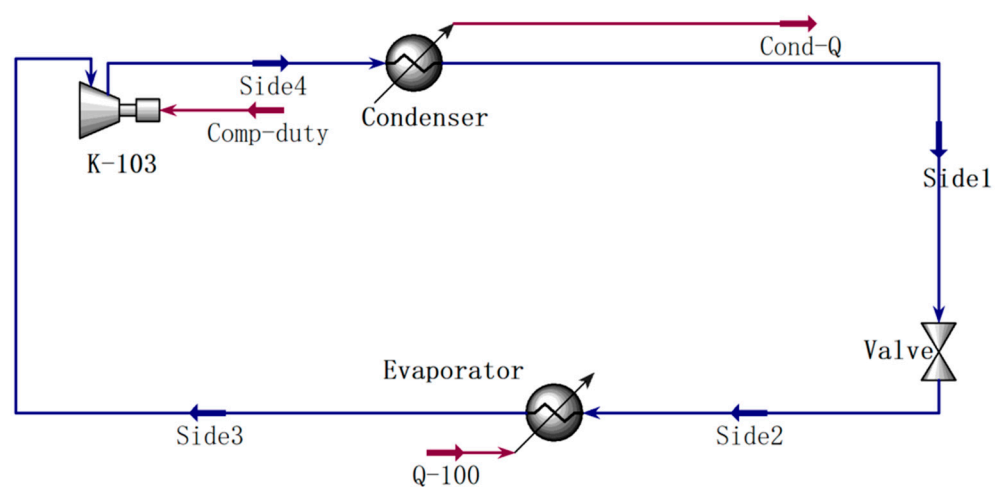 Cond-Q
Side4
Condenser
Comp-duty
K-103
Side1
Valve
Evaporator
Side3
Side2
Q-100